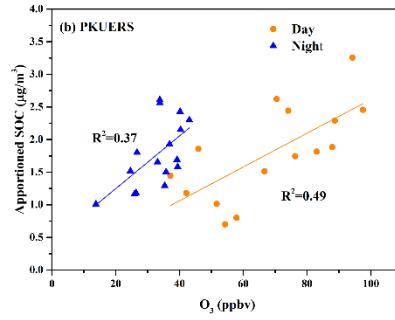 (b) PKUERS
Day
Night
R²=0.37
R²=0.49
Apportioned SOC (μg/m³)
4.0
3.5
3.0
2.5
2.0
1.5
1.0
0.5
0.0
0 20 40 60 80 100
O₃ (ppbv)